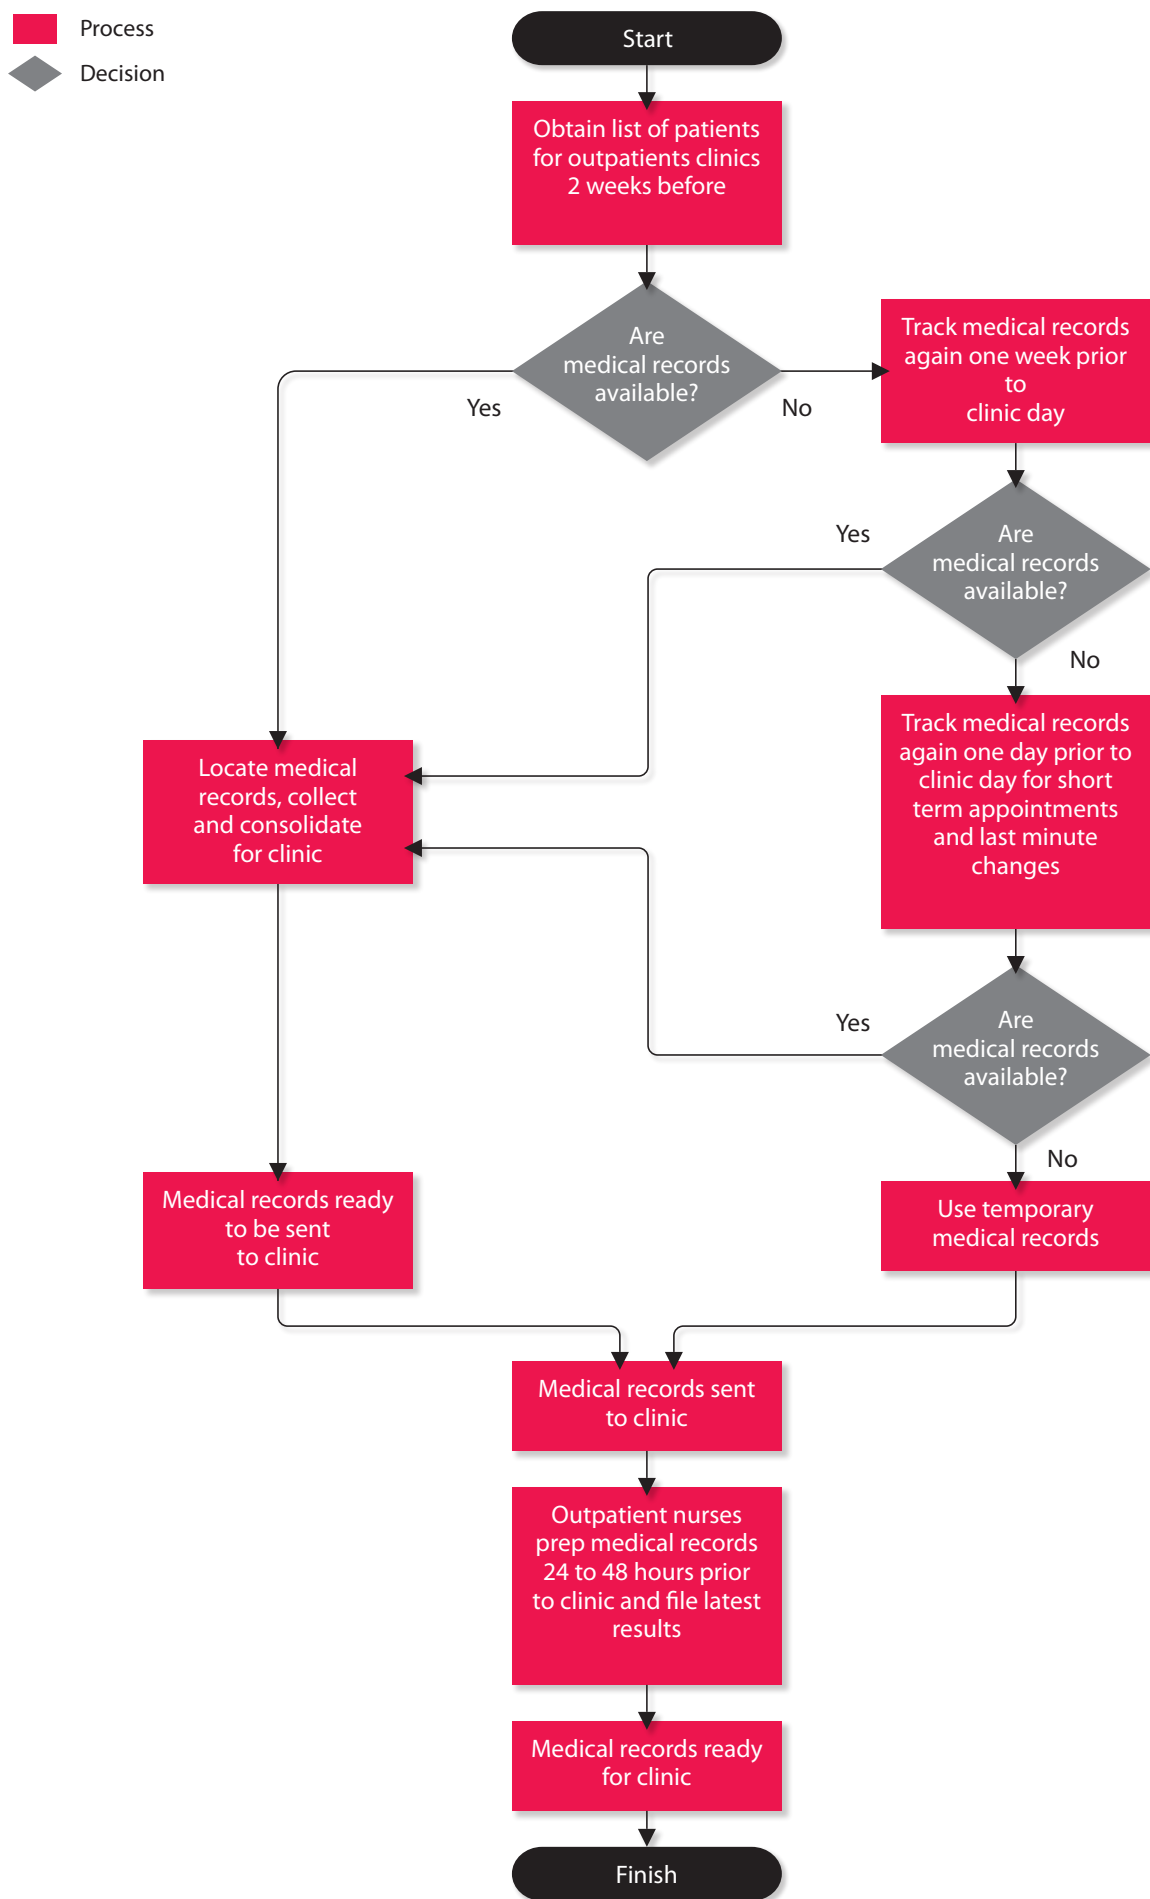 Process
Decision
Start
Obtain list of patients
for outpatients clinics
2 weeks before
Are
medical records
available?
Yes
No
Track medical records
again one week prior
to
clinic day
Are
medical records
available?
Yes
No
Track medical records
again one day prior to
clinic day for short
term appointments
and last minute
changes
Locate medical
records, collect
and consolidate
for clinic
Are
medical records
available?
Yes
No
Medical records ready
to be sent
to clinic
Use temporary
medical records
Medical records sent
to clinic
Outpatient nurses
prep medical records
24 to 48 hours prior
to clinic and file latest
results
Medical records ready
for clinic
Finish